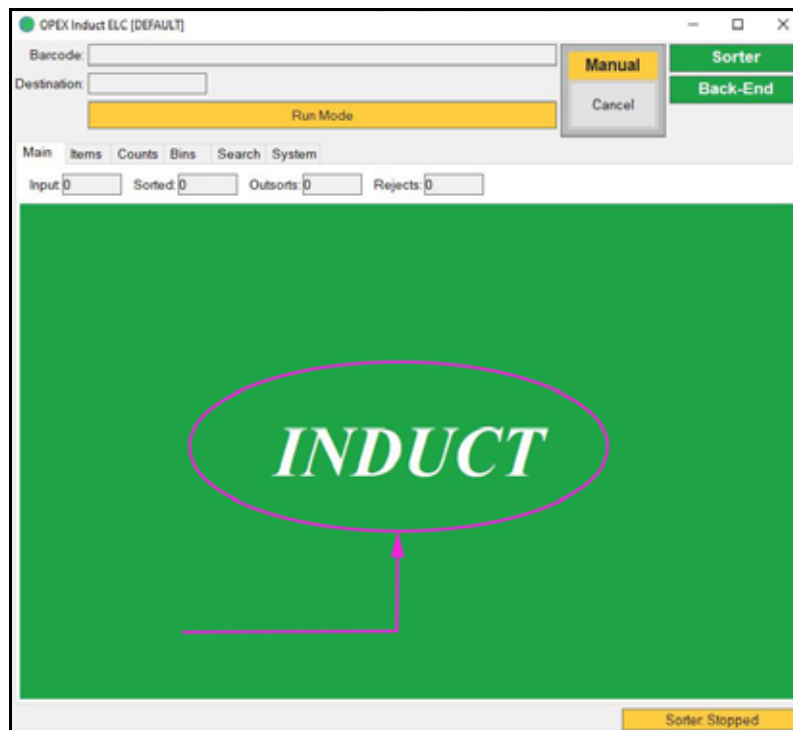 OPEX Induct ELC [DEFAULT]
Barcode:
Manual
Sorter
Destination:
Back-End
Cancel
Run Mode
Main Items Counts Bins Search System
Input: 0 Sorted: 0 Outsorts: 0 Rejects: 0
INDUCT
Sorter: Stopped